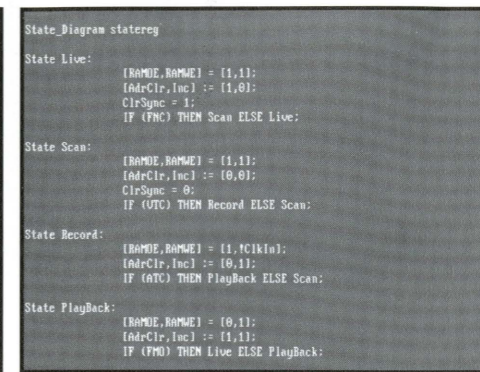 State_Diagram statereg
State Live:
[RAMOE,RAMWE] = [1,1];
[AdrClr,Inc] := [1,0];
ClrSync = 1;
IF (FNC) THEN Scan ELSE Live;
State Scan:
[RAMOE,RAMWE] = [1,1];
[AdrClr,Inc] := [0,0];
ClrSync = 0;
IF (VTC) THEN Record ELSE Scan;
State Record:
[RAMOE,RAMWE] = [1,!ClkIn];
[AdrClr,Inc] := [0,1];
IF (ATC) THEN PlayBack ELSE Scan;
State PlayBack:
[RAMOE,RAMWE] = [0,1];
[AdrClr,Inc] := [1,1];
IF (FMO) THEN Live ELSE PlayBack;